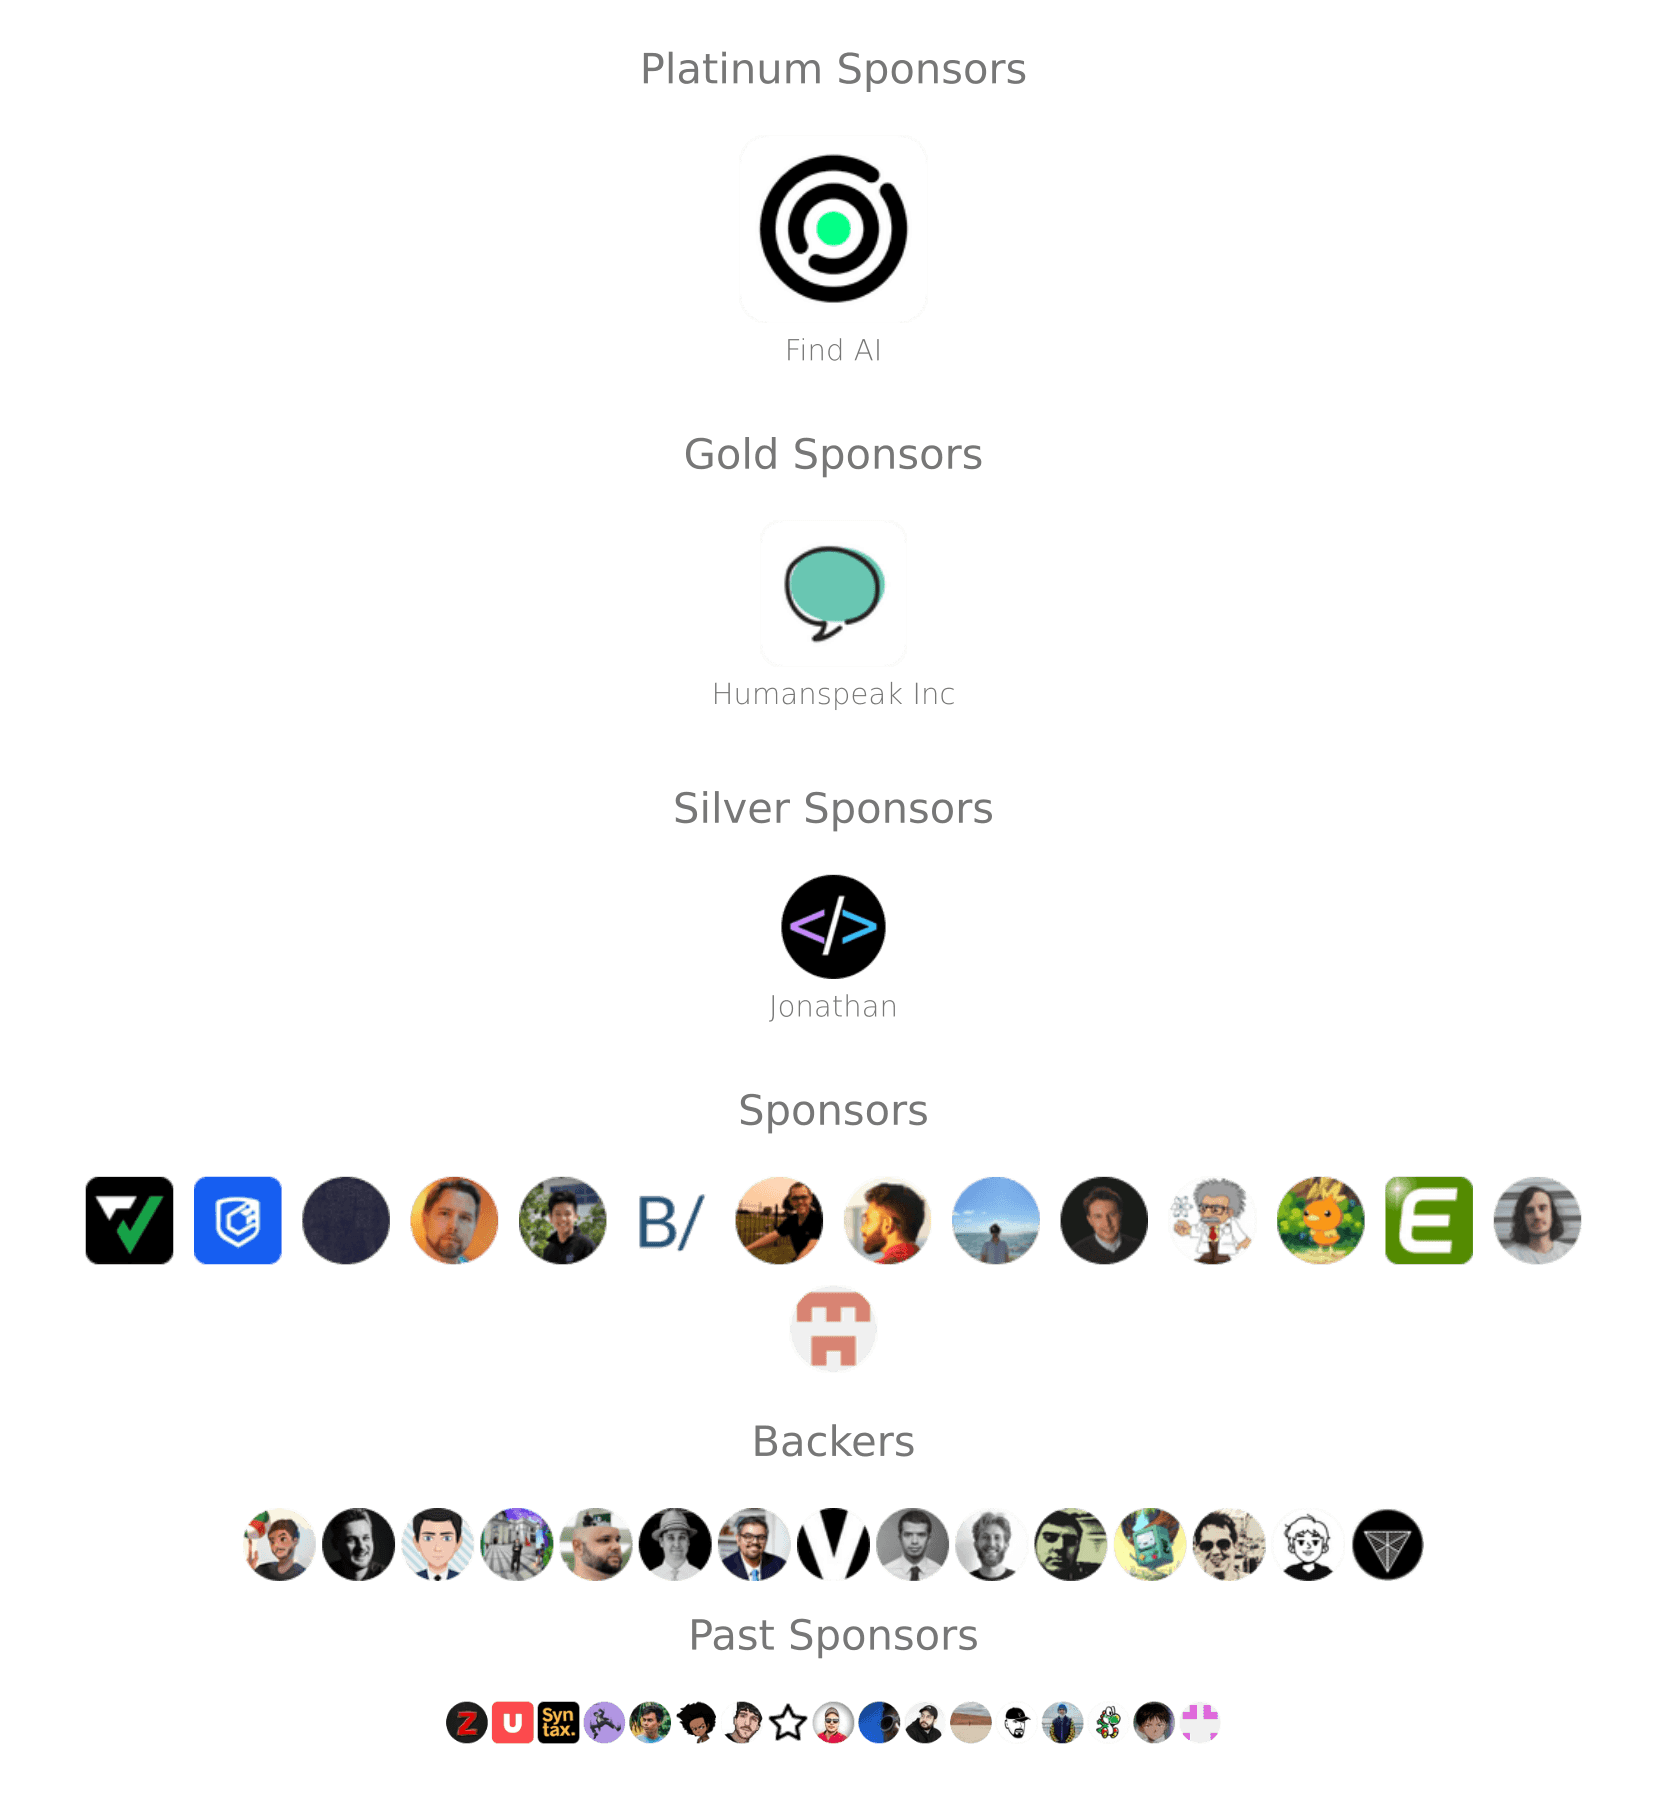 Platinum Sponsors
Find AI
Gold Sponsors
Humanspeak Inc
Silver Sponsors
</>
Jonathan
Sponsors
B/
E
Backers
V
Past Sponsors
Z
U
Syn
tax.